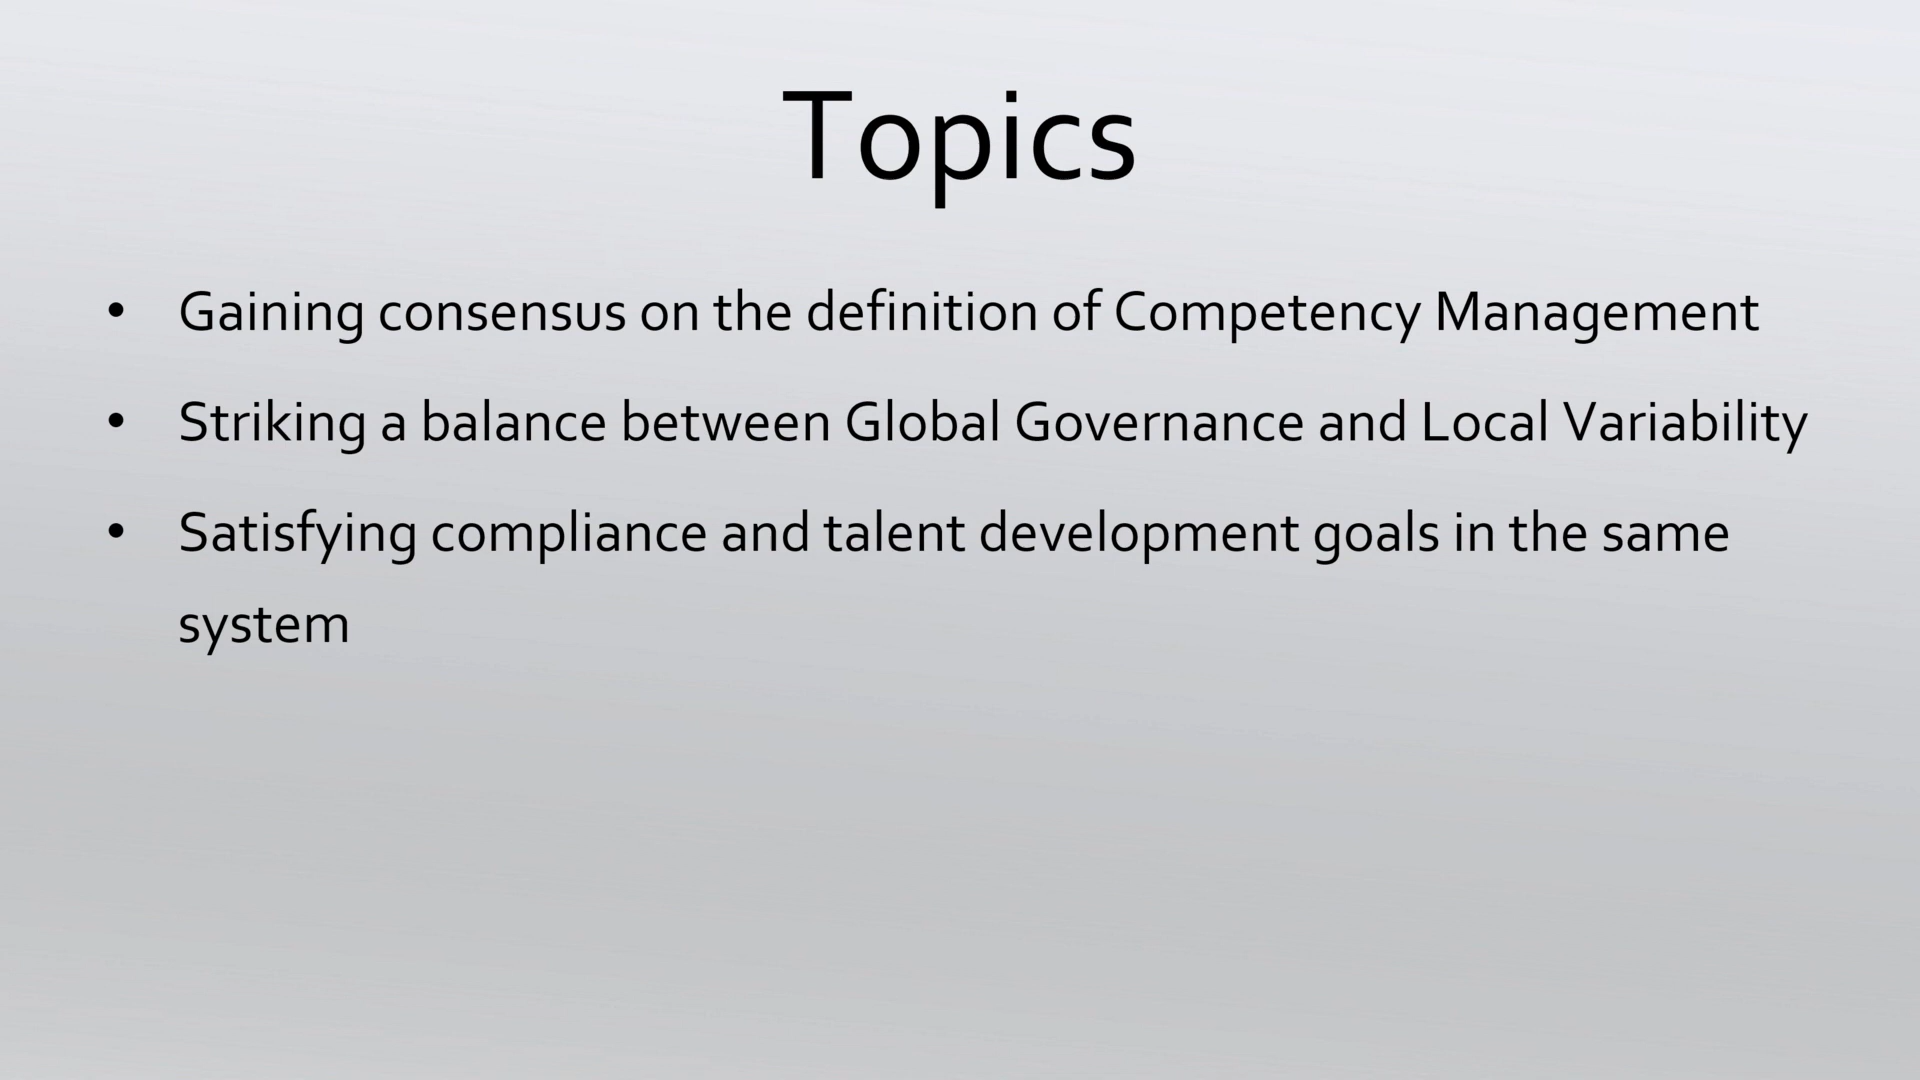 Topics
• Gaining consensus on the definition of Competency Management
• Striking a balance between Global Governance and Local Variability
• Satisfying compliance and talent development goals in the same
system